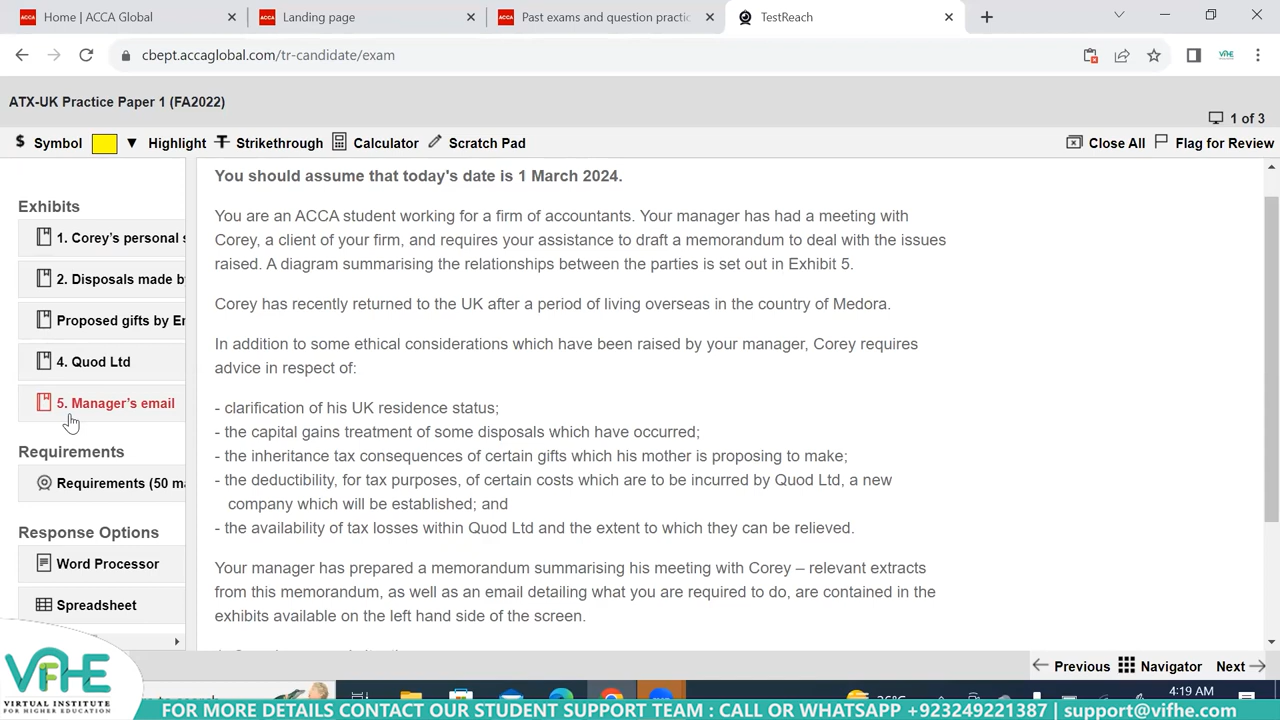 Home | ACCA Global
Landing page
Past exams and question practic
TestReach
cbept.accaglobal.com/tr-candidate/exam
ATX-UK Practice Paper 1 (FA2022)
1 of 3
$ Symbol Highlight Strikethrough Calculator Scratch Pad Close All Flag for Review
Exhibits
1. Corey's personal s
2. Disposals made by
Proposed gifts by Em
4. Quod Ltd
5. Manager's email
Requirements
Requirements (50 ma
Response Options
Word Processor
Spreadsheet
You should assume that today's date is 1 March 2024.
You are an ACCA student working for a firm of accountants. Your manager has had a meeting with
Corey, a client of your firm, and requires your assistance to draft a memorandum to deal with the issues
raised. A diagram summarising the relationships between the parties is set out in Exhibit 5.
Corey has recently returned to the UK after a period of living overseas in the country of Medora.
In addition to some ethical considerations which have been raised by your manager, Corey requires
advice in respect of:
- clarification of his UK residence status;
- the capital gains treatment of some disposals which have occurred;
- the inheritance tax consequences of certain gifts which his mother is proposing to make;
- the deductibility, for tax purposes, of certain costs which are to be incurred by Quod Ltd, a new
company which will be established; and
- the availability of tax losses within Quod Ltd and the extent to which they can be relieved.
Your manager has prepared a memorandum summarising his meeting with Corey – relevant extracts
from this memorandum, as well as an email detailing what you are required to do, are contained in the
exhibits available on the left hand side of the screen.
Previous Navigator Next
4:19 AM
VIFHE
VIRTUAL INSTITUTE
FOR HIGHER EDUCATION
FOR MORE DETAILS CONTACT OUR STUDENT SUPPORT TEAM : CALL OR WHATSAPP +923249221387 | support@vifhe.com